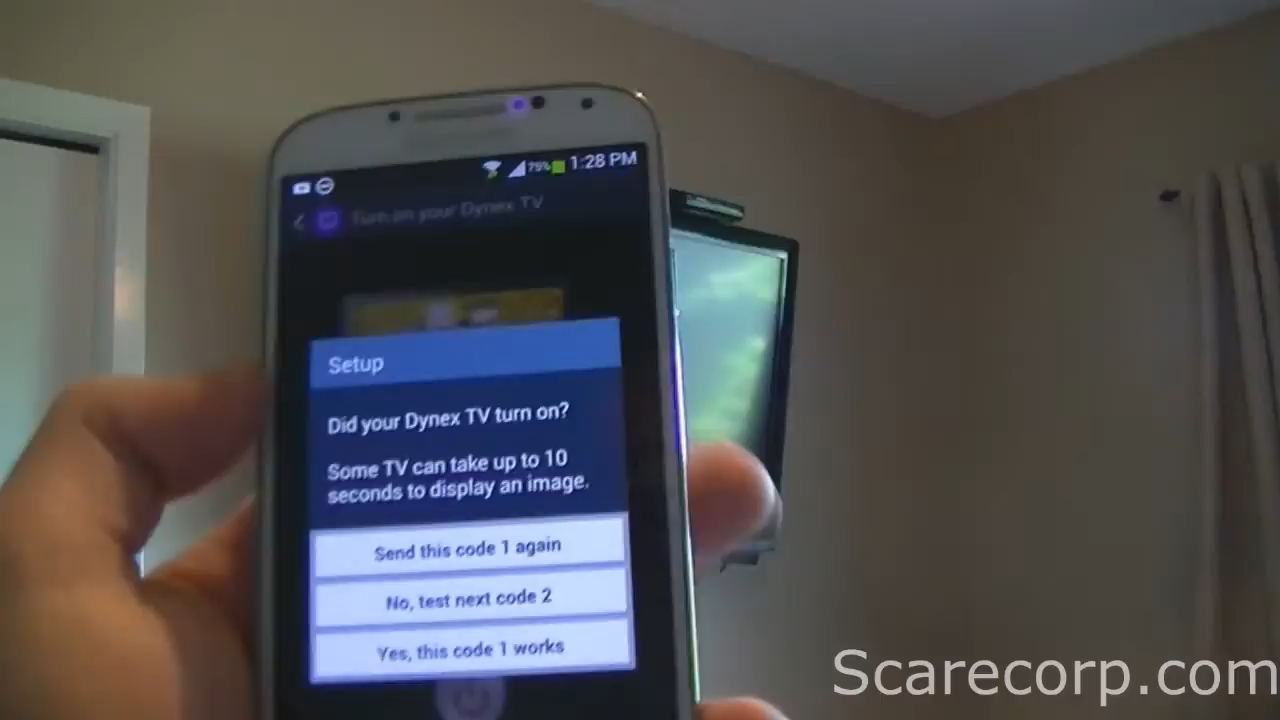 79% 1:28 PM
Turn on your Dynex TV
Setup
Did your Dynex TV turn on?
Some TV can take up to 10
seconds to display an image.
Send this code 1 again
No, test next code 2
Yes, this code 1 works
Scarecorp.com